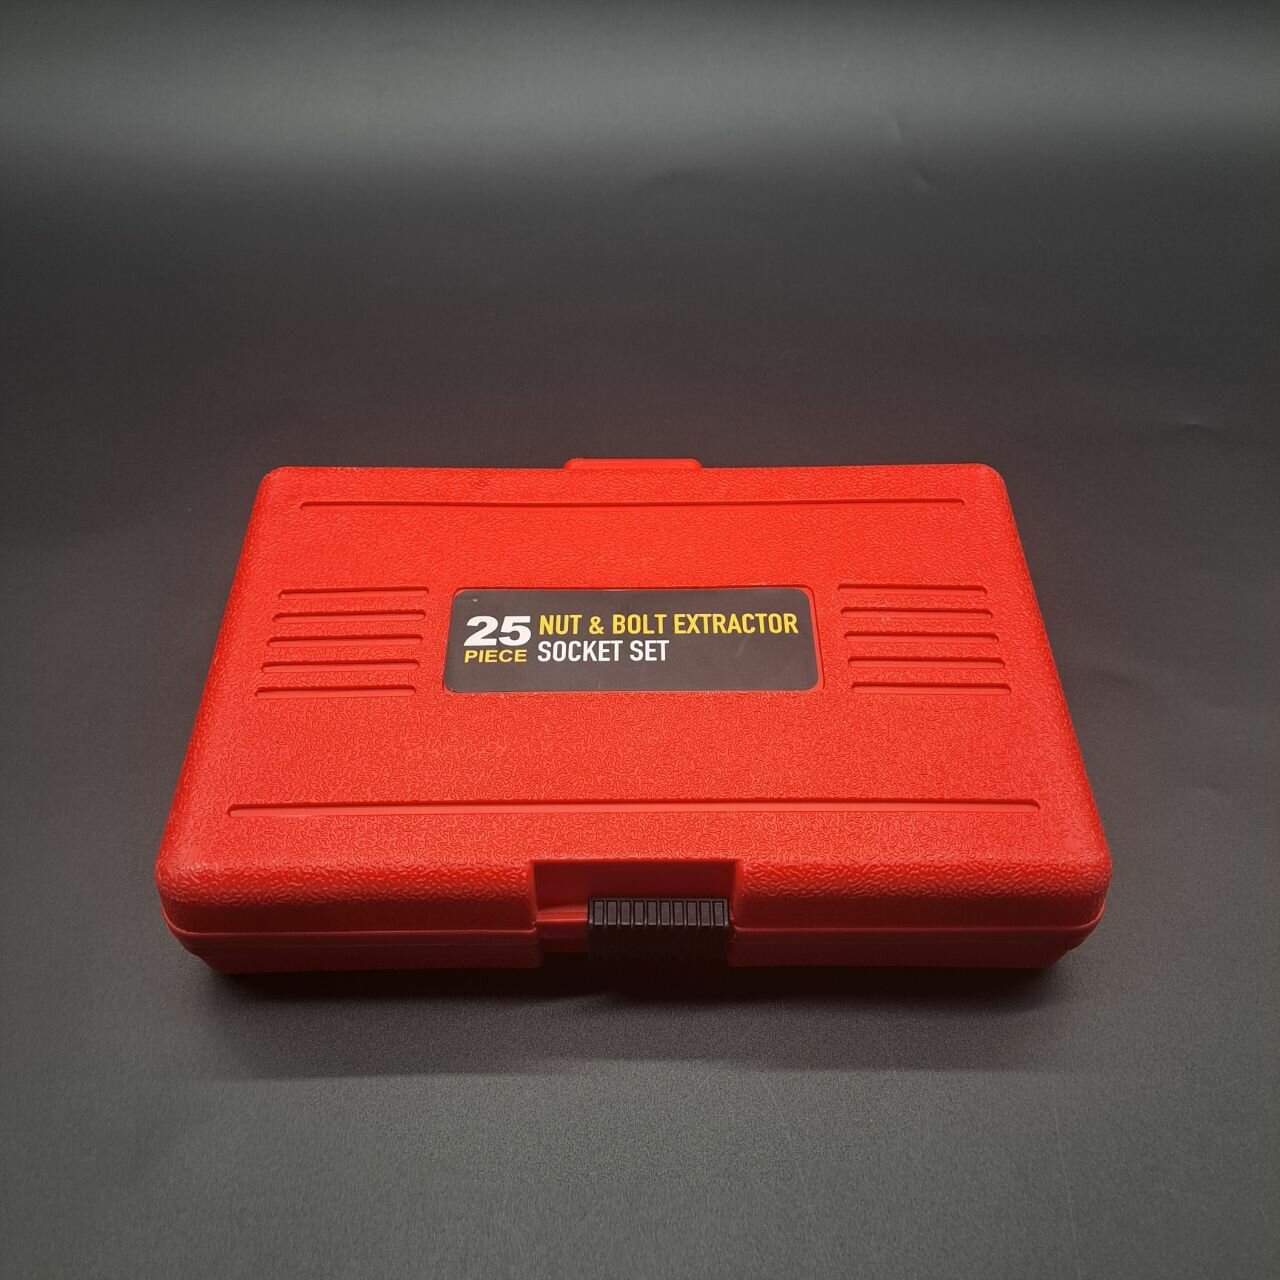 25 NUT & BOLT EXTRACTOR
PIECE SOCKET SET